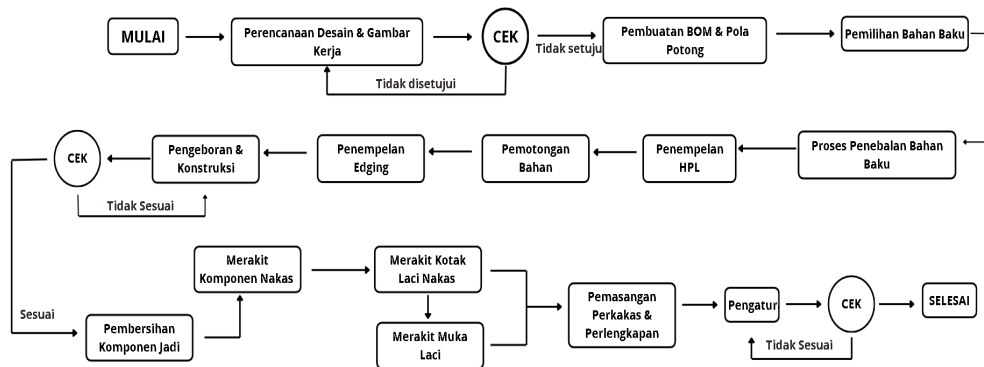 MULAI
Perencanaan Desain & Gambar
Kerja
CEK
Tidak setuju
Pembuatan BOM & Pola
Potong
Pemilihan Bahan Baku
Tidak disetujui
CEK
Pengeboran &
Konstruksi
Penempelan
Edging
Pemotongan
Bahan
Penempelan
HPL
Proses Penebalan Bahan
Baku
Tidak Sesuai
Merakit
Komponen Nakas
Merakit Kotak
Laci Nakas
Sesuai
Pembersihan
Komponen Jadi
Merakit Muka
Laci
Pemasangan
Perkakas &
Perlengkapan
Pengatur
CEK
SELESAI
Tidak Sesuai